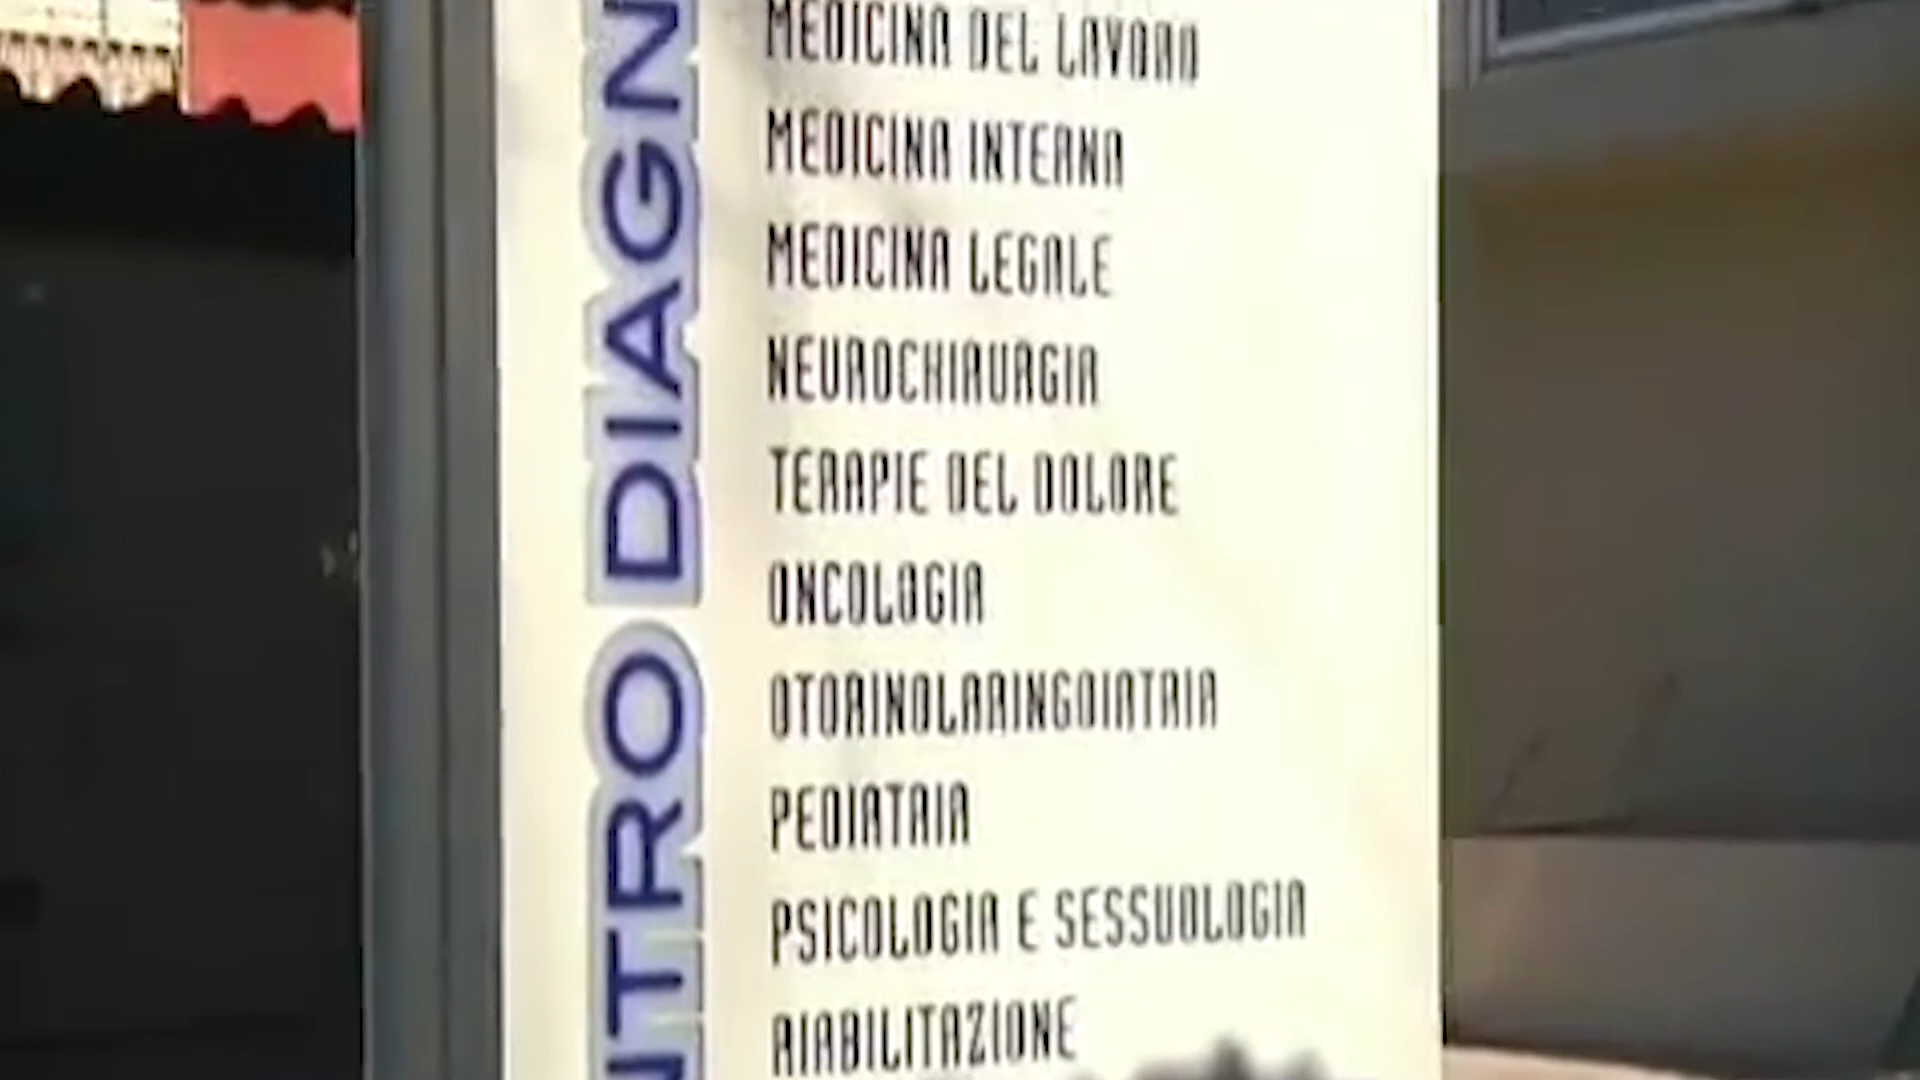 MEDICINA DEL LAVORO
MEDICINA INTERNA
MEDICINA LEGALE
NEUROCHIRURGIA
TERAPIE DEL DOLORE
ONCOLOGIA
OTORINOLARINGOIATRIA
PEDIATRIA
PSICOLOGIA E SESSUOLOGIA
RIABILITAZIONE
NTRO DIAGN